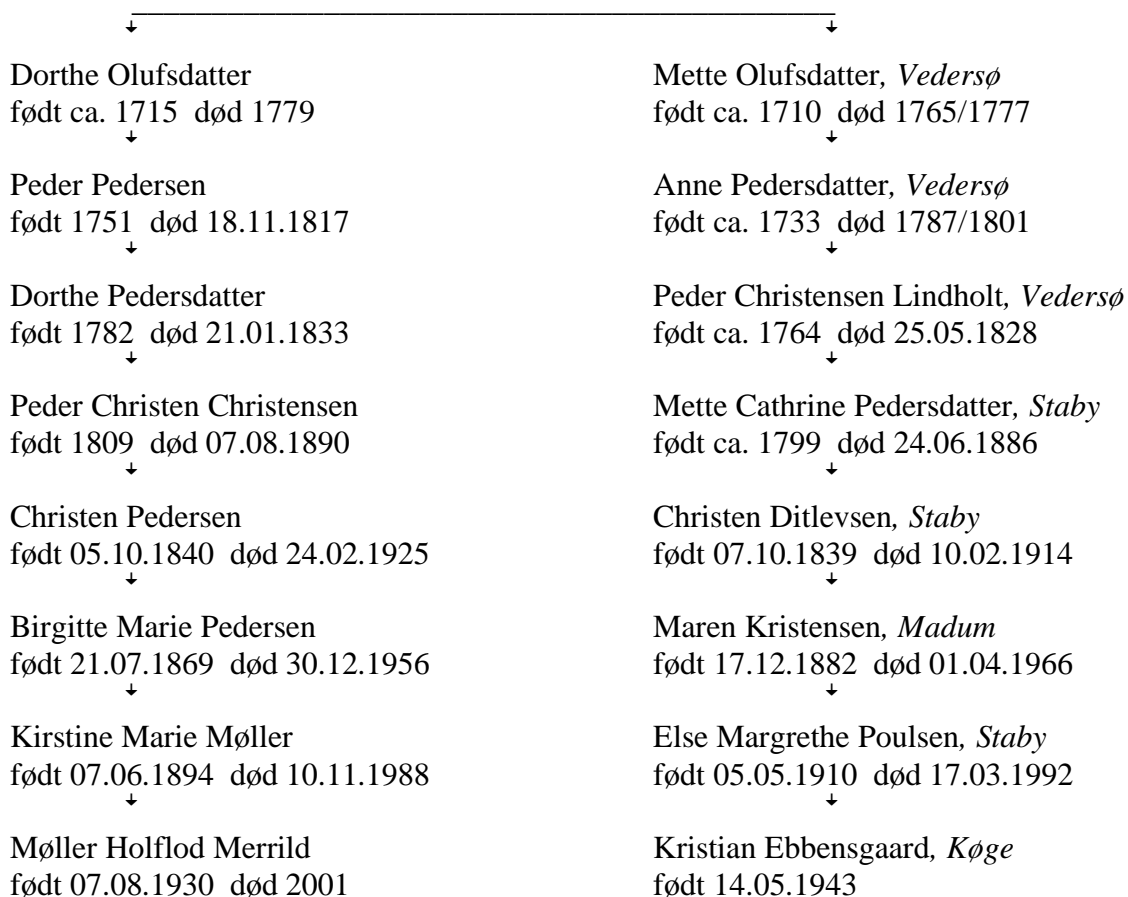 Dorthe Olufsdatter
født ca. 1715 død 1779
Peder Pedersen
født 1751 død 18.11.1817
Dorthe Pedersdatter
født 1782 død 21.01.1833
Peder Christen Christensen
født 1809 død 07.08.1890
Christen Pedersen
født 05.10.1840 død 24.02.1925
Birgitte Marie Pedersen
født 21.07.1869 død 30.12.1956
Kirstine Marie Møller
født 07.06.1894 død 10.11.1988
Møller Holflod Merrild
født 07.08.1930 død 2001
Mette Olufsdatter, Vedersø
født ca. 1710 død 1765/1777
Anne Pedersdatter, Vedersø
født ca. 1733 død 1787/1801
Peder Christensen Lindholt, Vedersø
født ca. 1764 død 25.05.1828
Mette Cathrine Pedersdatter, Staby
født ca. 1799 død 24.06.1886
Christen Ditlevsen, Staby
født 07.10.1839 død 10.02.1914
Maren Kristensen, Madum
født 17.12.1882 død 01.04.1966
Else Margrethe Poulsen, Staby
født 05.05.1910 død 17.03.1992
Kristian Ebbensgaard, Køge
født 14.05.1943